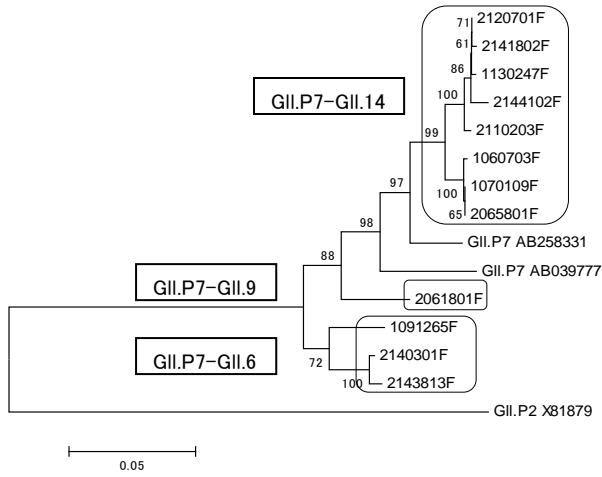 71
2120701F
61
2141802F
86
1130247F
GII.P7-GII.14
100
2144102F
99
2110203F
1060703F
97
100
1070109F
65
2065801F
98
GII.P7 AB258331
88
GII.P7 AB039777
GII.P7-GII.9
2061801F
1091265F
GII.P7-GII.6
72
2140301F
100
2143813F
GII.P2 X81879
0.05